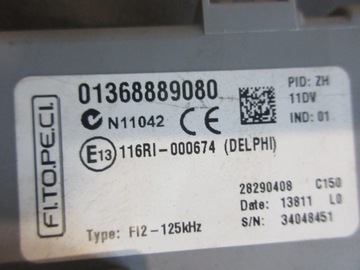 FI.TO.PE.CI.
01368889080
N11042 CE
E13 116RI-000674 (DELPHI)
Type: FI2-125kHz
PID: ZH
11DV
IND: 01
28290408 C150
Date: 13811 L0
S/N: 34048451